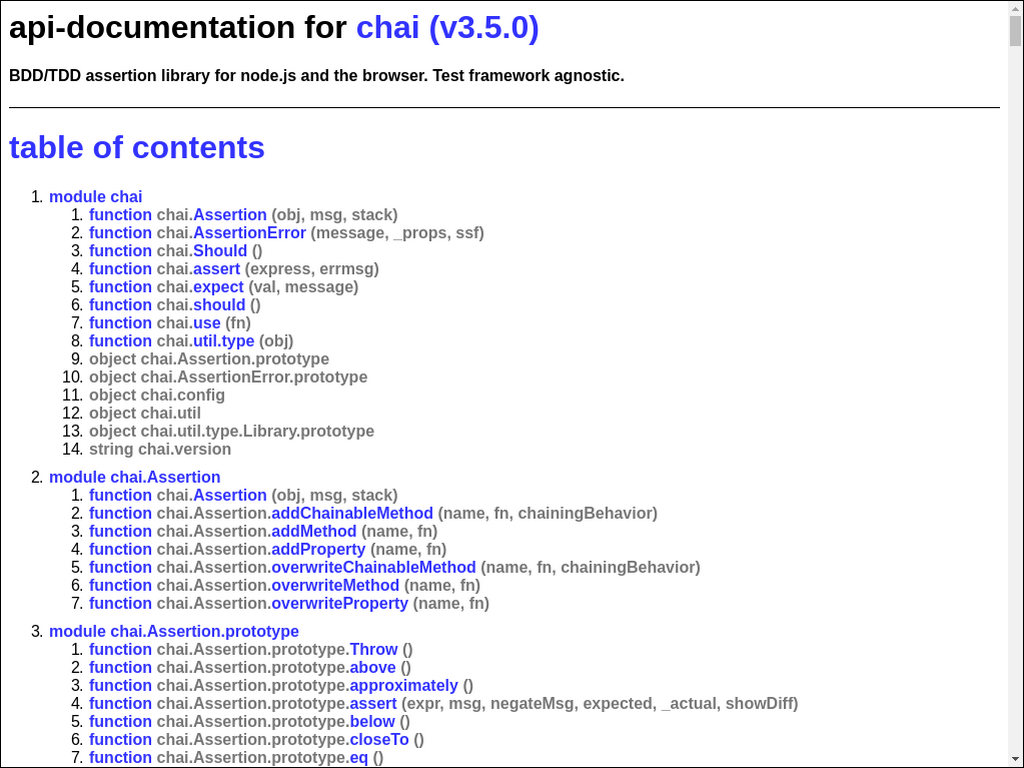 api-documentation for chai (v3.5.0)
BDD/TDD assertion library for node.js and the browser. Test framework agnostic.
table of contents
1. module chai
1. function chai.Assertion (obj, msg, stack)
2. function chai.AssertionError (message, _props, ssf)
3. function chai.Should ()
4. function chai.assert (express, errmsg)
5. function chai.expect (val, message)
6. function chai.should ()
7. function chai.use (fn)
8. function chai.util.type (obj)
9. object chai.Assertion.prototype
10. object chai.AssertionError.prototype
11. object chai.config
12. object chai.util
13. object chai.util.type.Library.prototype
14. string chai.version
2. module chai.Assertion
1. function chai.Assertion (obj, msg, stack)
2. function chai.Assertion.addChainableMethod (name, fn, chainingBehavior)
3. function chai.Assertion.addMethod (name, fn)
4. function chai.Assertion.addProperty (name, fn)
5. function chai.Assertion.overwriteChainableMethod (name, fn, chainingBehavior)
6. function chai.Assertion.overwriteMethod (name, fn)
7. function chai.Assertion.overwriteProperty (name, fn)
3. module chai.Assertion.prototype
1. function chai.Assertion.prototype.Throw ()
2. function chai.Assertion.prototype.above ()
3. function chai.Assertion.prototype.approximately ()
4. function chai.Assertion.prototype.assert (expr, msg, negateMsg, expected, _actual, showDiff)
5. function chai.Assertion.prototype.below ()
6. function chai.Assertion.prototype.closeTo ()
7. function chai.Assertion.prototype.eq ()